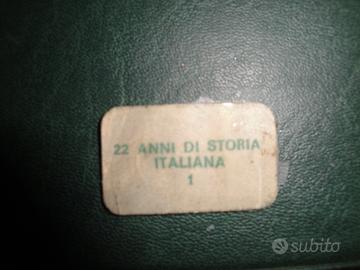 22 ANNI DI STORIA
ITALIANA
1
subito